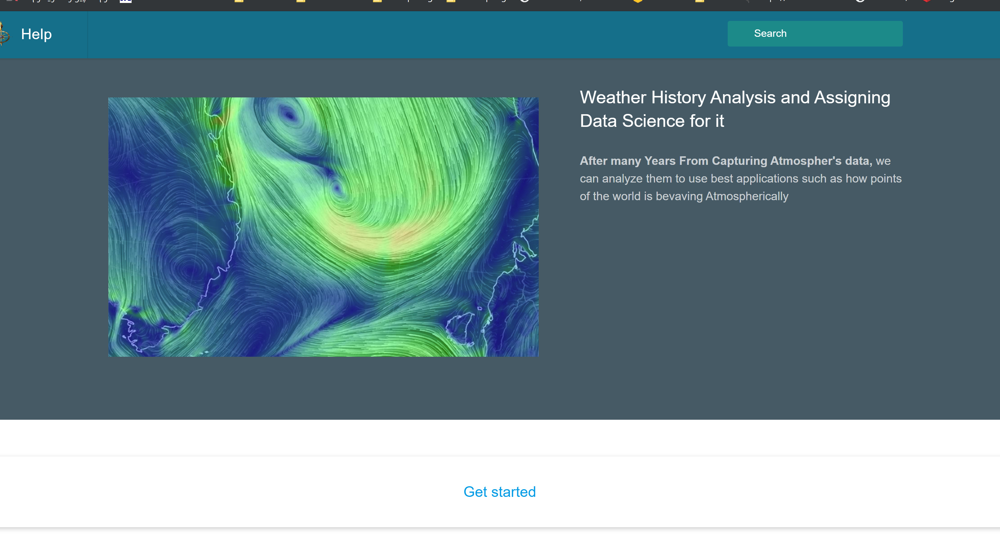 Help
Search
Weather History Analysis and Assigning
Data Science for it
After many Years From Capturing Atmospher's data, we
can analyze them to use best applications such as how points
of the world is bevaving Atmospherically
Get started